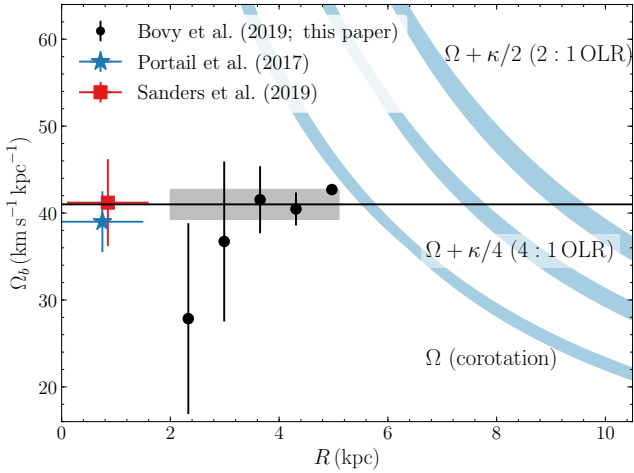 Bovy et al. (2019; this paper)
Portail et al. (2017)
Sanders et al. (2019)
Ω + κ/2 (2 : 1 OLR)
Ω + κ/4 (4 : 1 OLR)
Ω (corotation)
60
50
40
30
20
Ω_b (km s⁻¹ kpc⁻¹)
0
2
4
6
8
10
R (kpc)